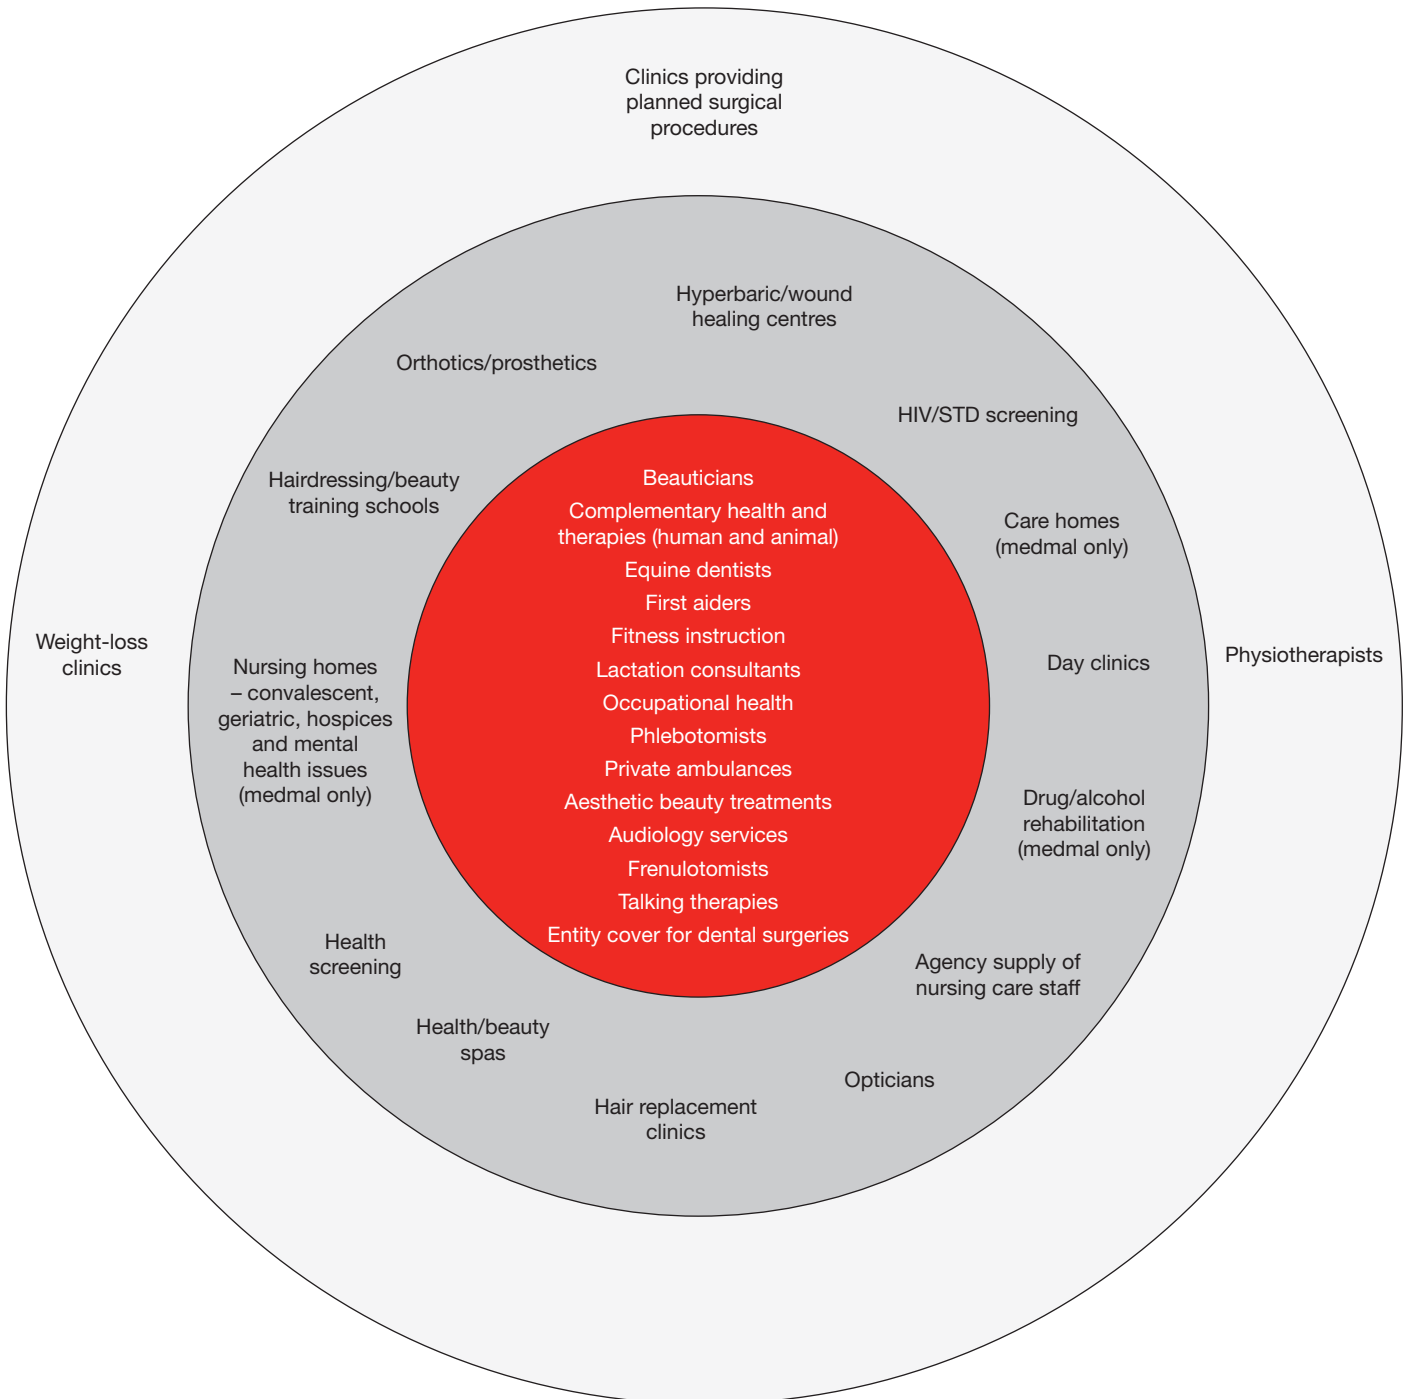 Clinics providing
planned surgical
procedures
Hyperbaric/wound
healing centres
Orthotics/prosthetics
HIV/STD screening
Hairdressing/beauty
training schools
Care homes
(medmal only)
Beauticians
Complementary health and
therapies (human and animal)
Equine dentists
First aiders
Fitness instruction
Lactation consultants
Occupational health
Phlebotomists
Private ambulances
Aesthetic beauty treatments
Audiology services
Frenulotomists
Talking therapies
Entity cover for dental surgeries
Weight-loss
clinics
Nursing homes
– convalescent,
geriatric, hospices
and mental
health issues
(medmal only)
Day clinics
Physiotherapists
Drug/alcohol
rehabilitation
(medmal only)
Health
screening
Agency supply of
nursing care staff
Health/beauty
spas
Opticians
Hair replacement
clinics